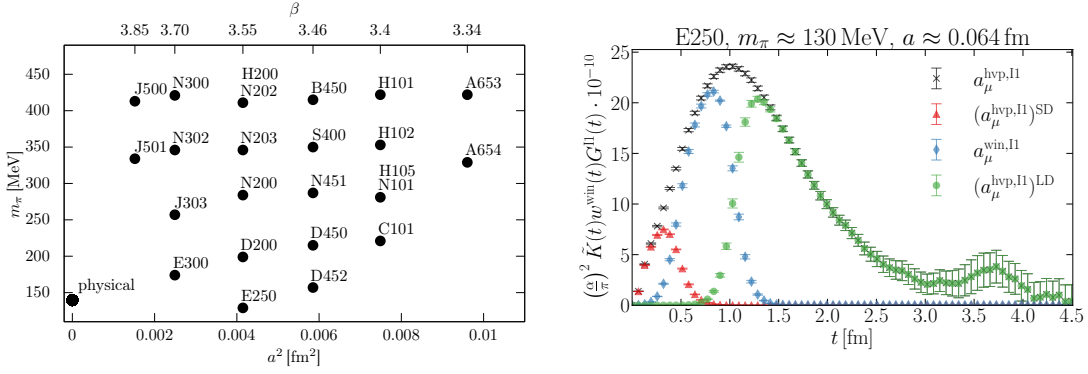 β
3.85 3.70 3.55 3.46 3.4 3.34
450
400
350
300
250
200
150
m_π [MeV]
J500
N300
H200
N202
B450
H101
A653
J501
N302
N203
S400
H102
A654
J303
N200
N451
H105
N101
E300
D200
D450
C101
physical
E250
D452
0 0.002 0.004 0.006 0.008 0.01
a² [fm²]
E250, m_π ≈ 130 MeV, a ≈ 0.064 fm
25
20
15
10
5
0
(α/π)² K̃(t)w^win(t)G^I1(t) · 10^−10
a_μ^hvp,I1
(a_μ^hvp,I1)^SD
a_μ^win,I1
(a_μ^hvp,I1)^LD
0.5 1.0 1.5 2.0 2.5 3.0 3.5 4.0 4.5
t [fm]